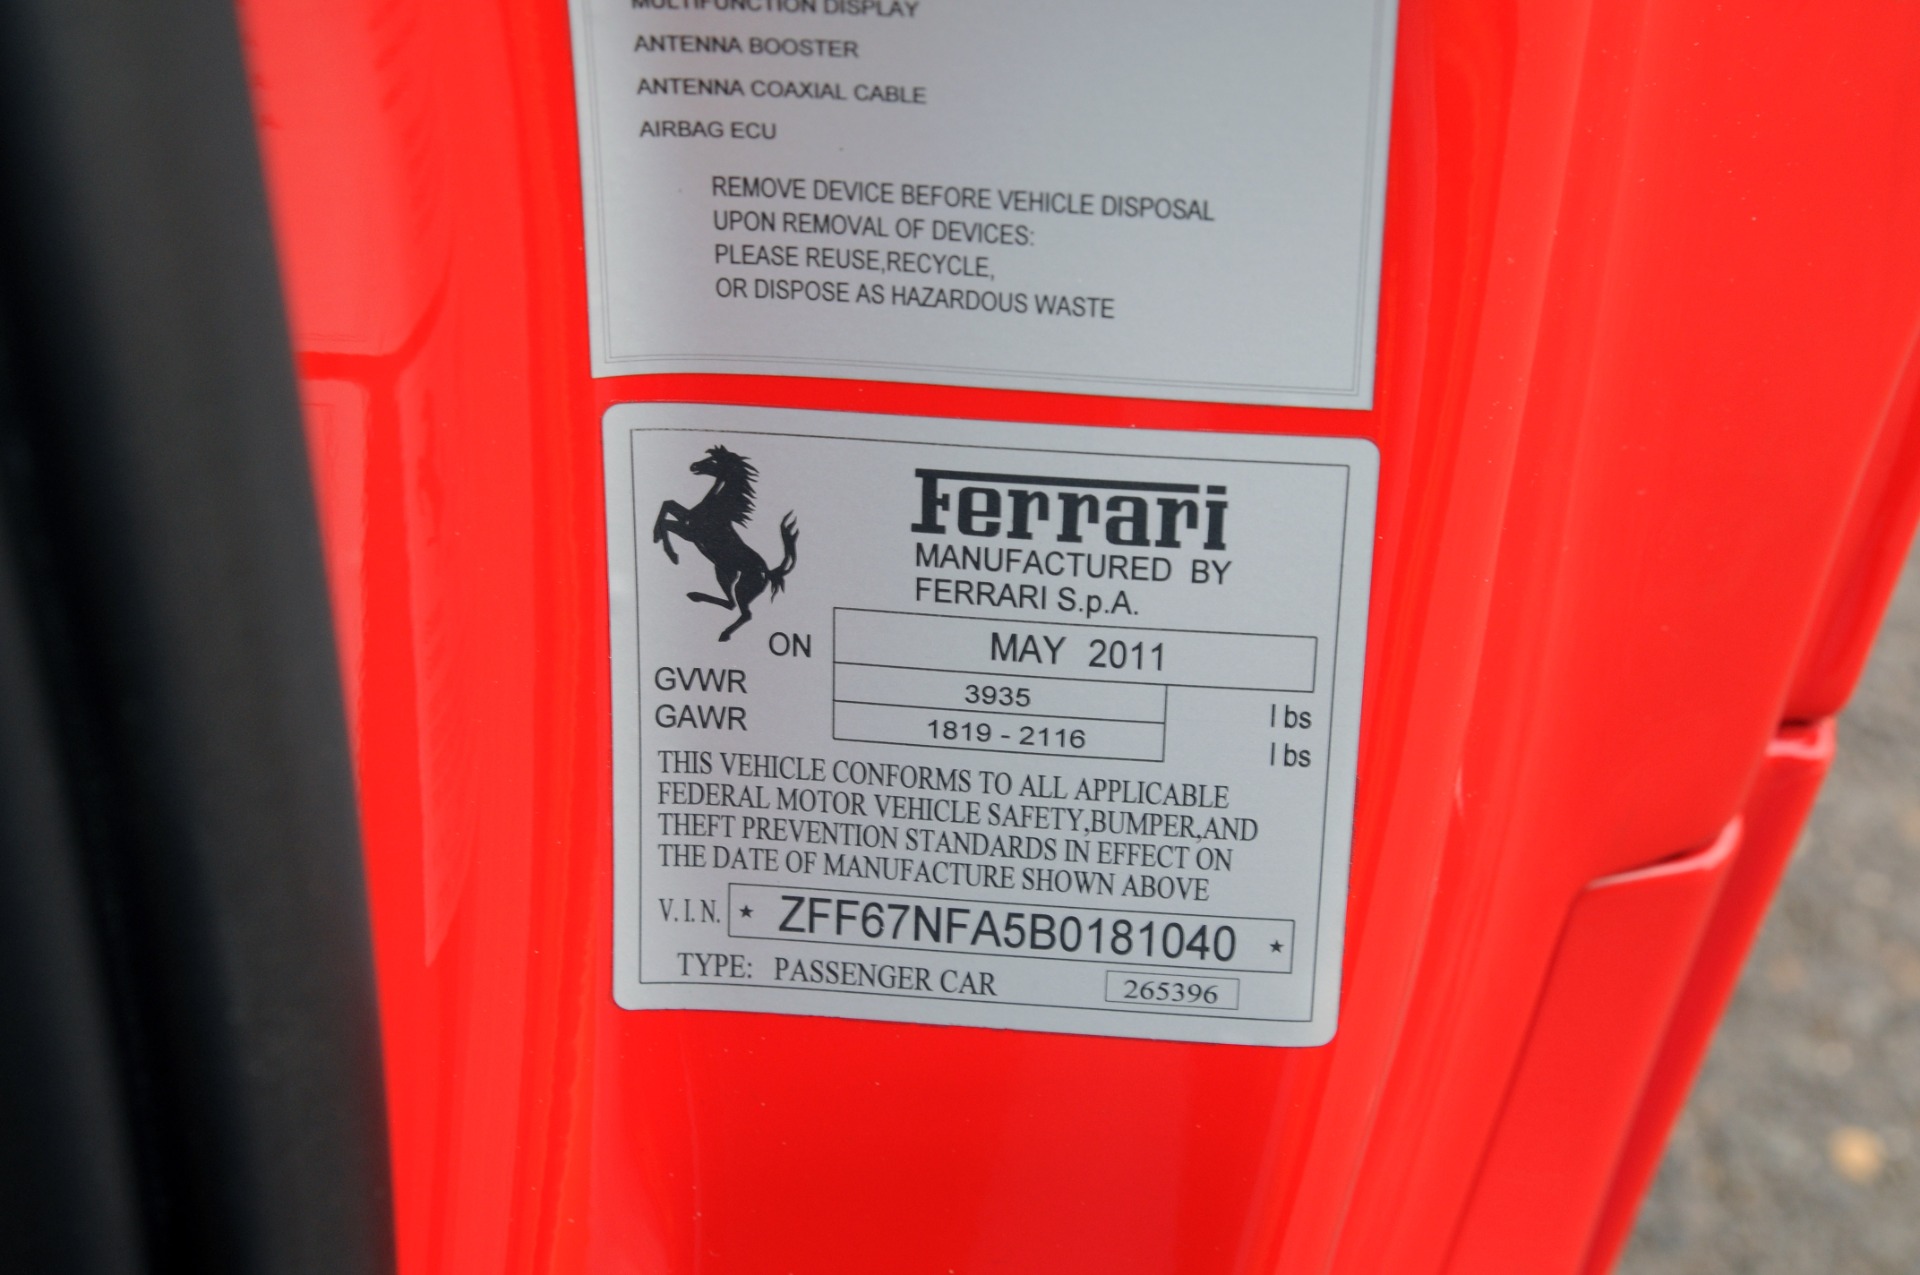 MULTIFUNCTION DISPLAY
ANTENNA BOOSTER
ANTENNA COAXIAL CABLE
AIRBAG ECU
REMOVE DEVICE BEFORE VEHICLE DISPOSAL
UPON REMOVAL OF DEVICES:
PLEASE REUSE,RECYCLE,
OR DISPOSE AS HAZARDOUS WASTE
Ferrari
MANUFACTURED BY
FERRARI S.p.A.
ON MAY 2011
GVWR 3935 lbs
GAWR 1819 - 2116 lbs
THIS VEHICLE CONFORMS TO ALL APPLICABLE
FEDERAL MOTOR VEHICLE SAFETY,BUMPER,AND
THEFT PREVENTION STANDARDS IN EFFECT ON
THE DATE OF MANUFACTURE SHOWN ABOVE
V.I.N. ★ ZFF67NFA5B0181040 ★
TYPE: PASSENGER CAR 265396